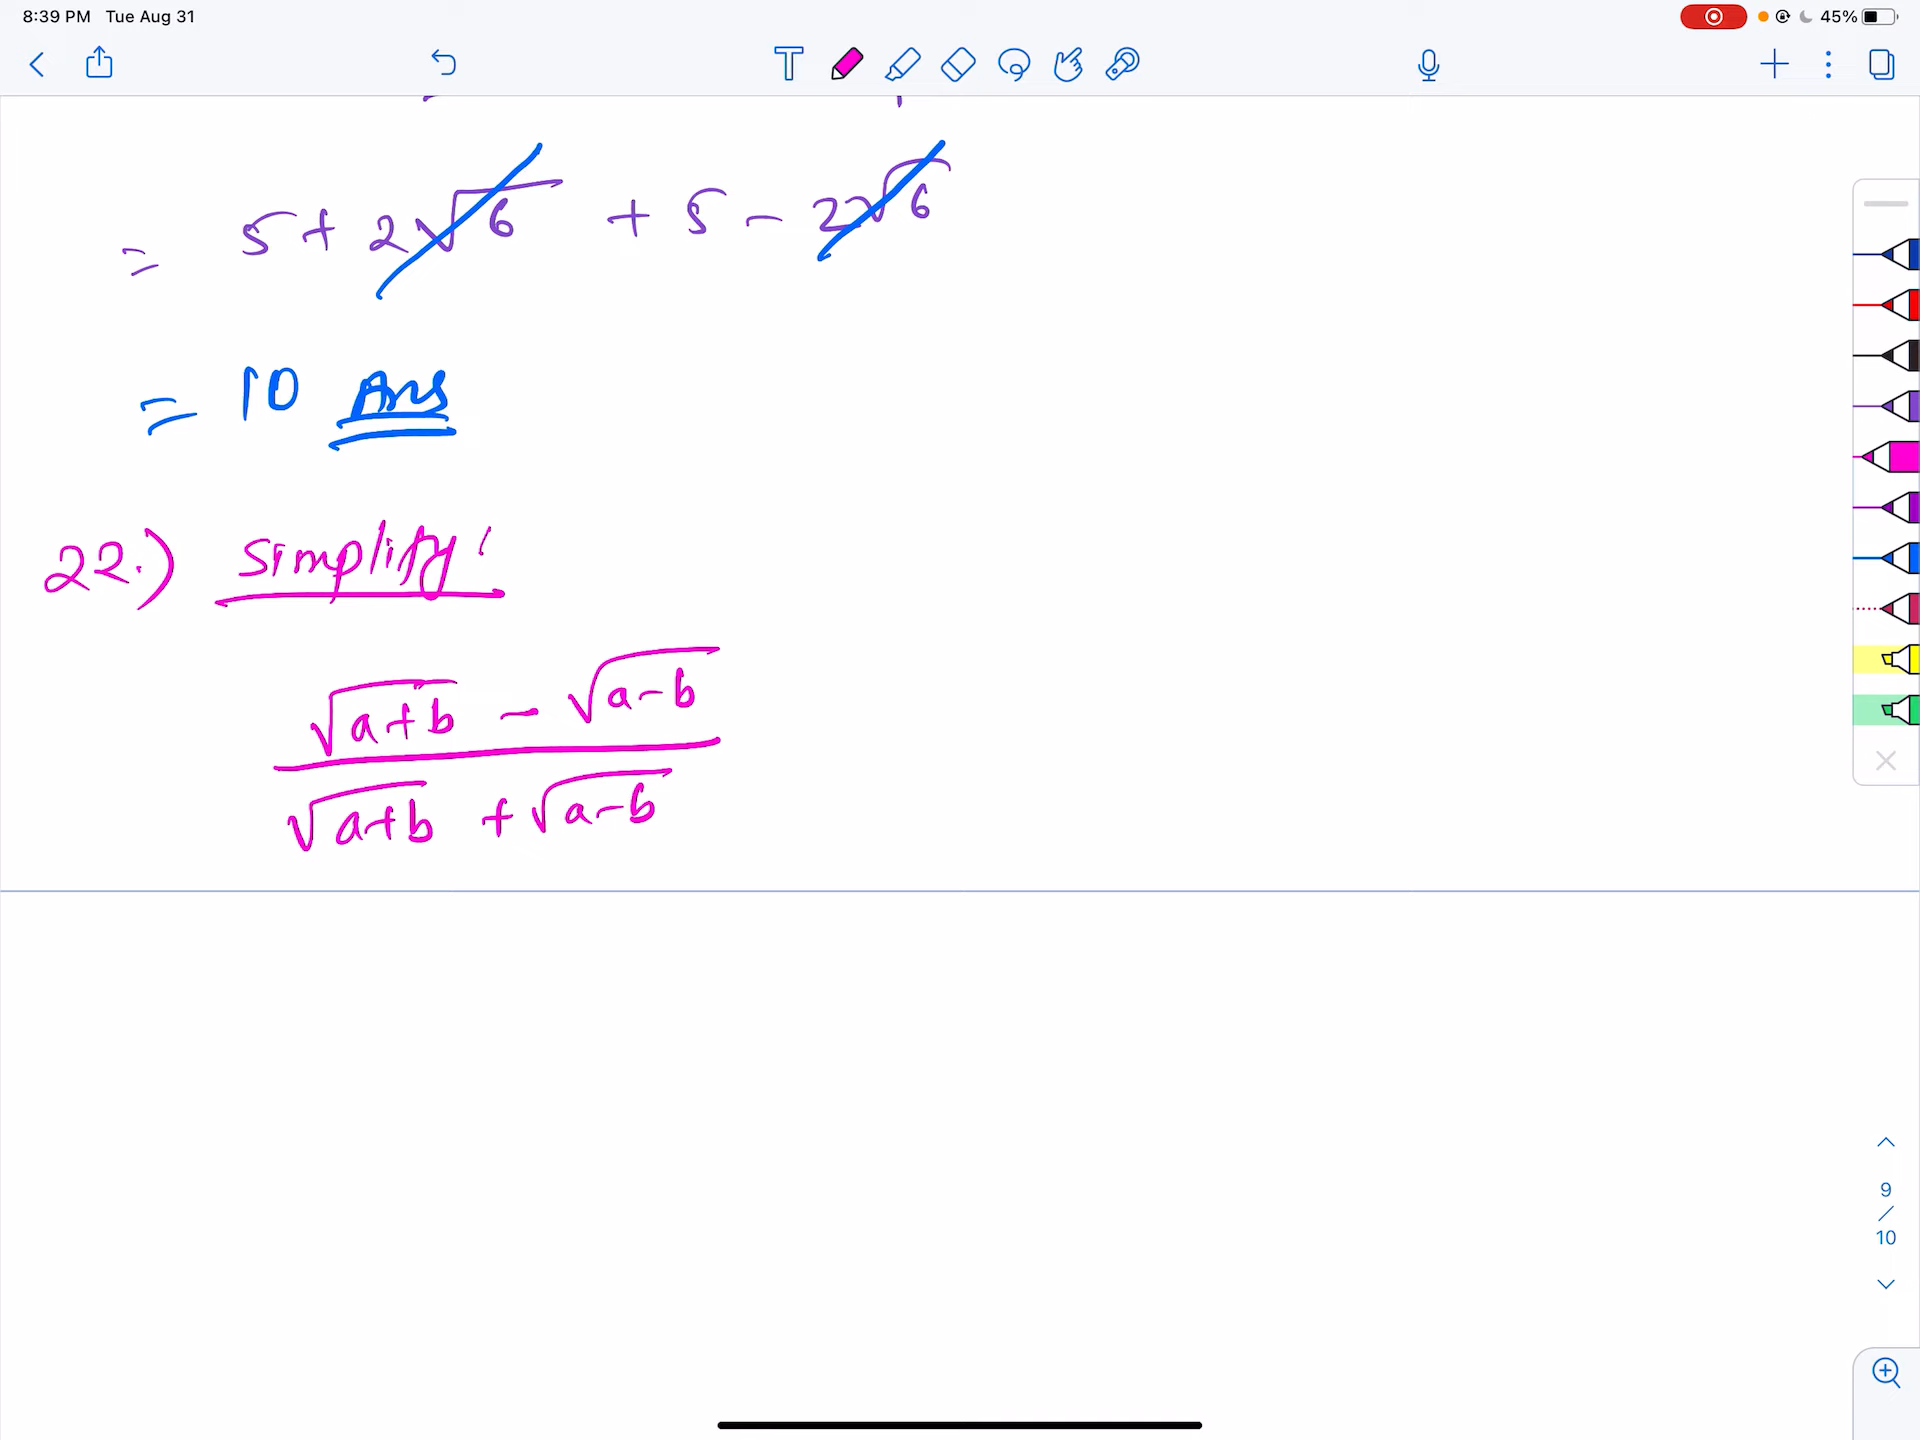 8:39 PM Tue Aug 31
45%
T
= 5 + 2√6 + 5 - 2√6
= 10 Ans
22.) Simplify:
√a+b - √a-b
√a+b + √a-b
9
/
10